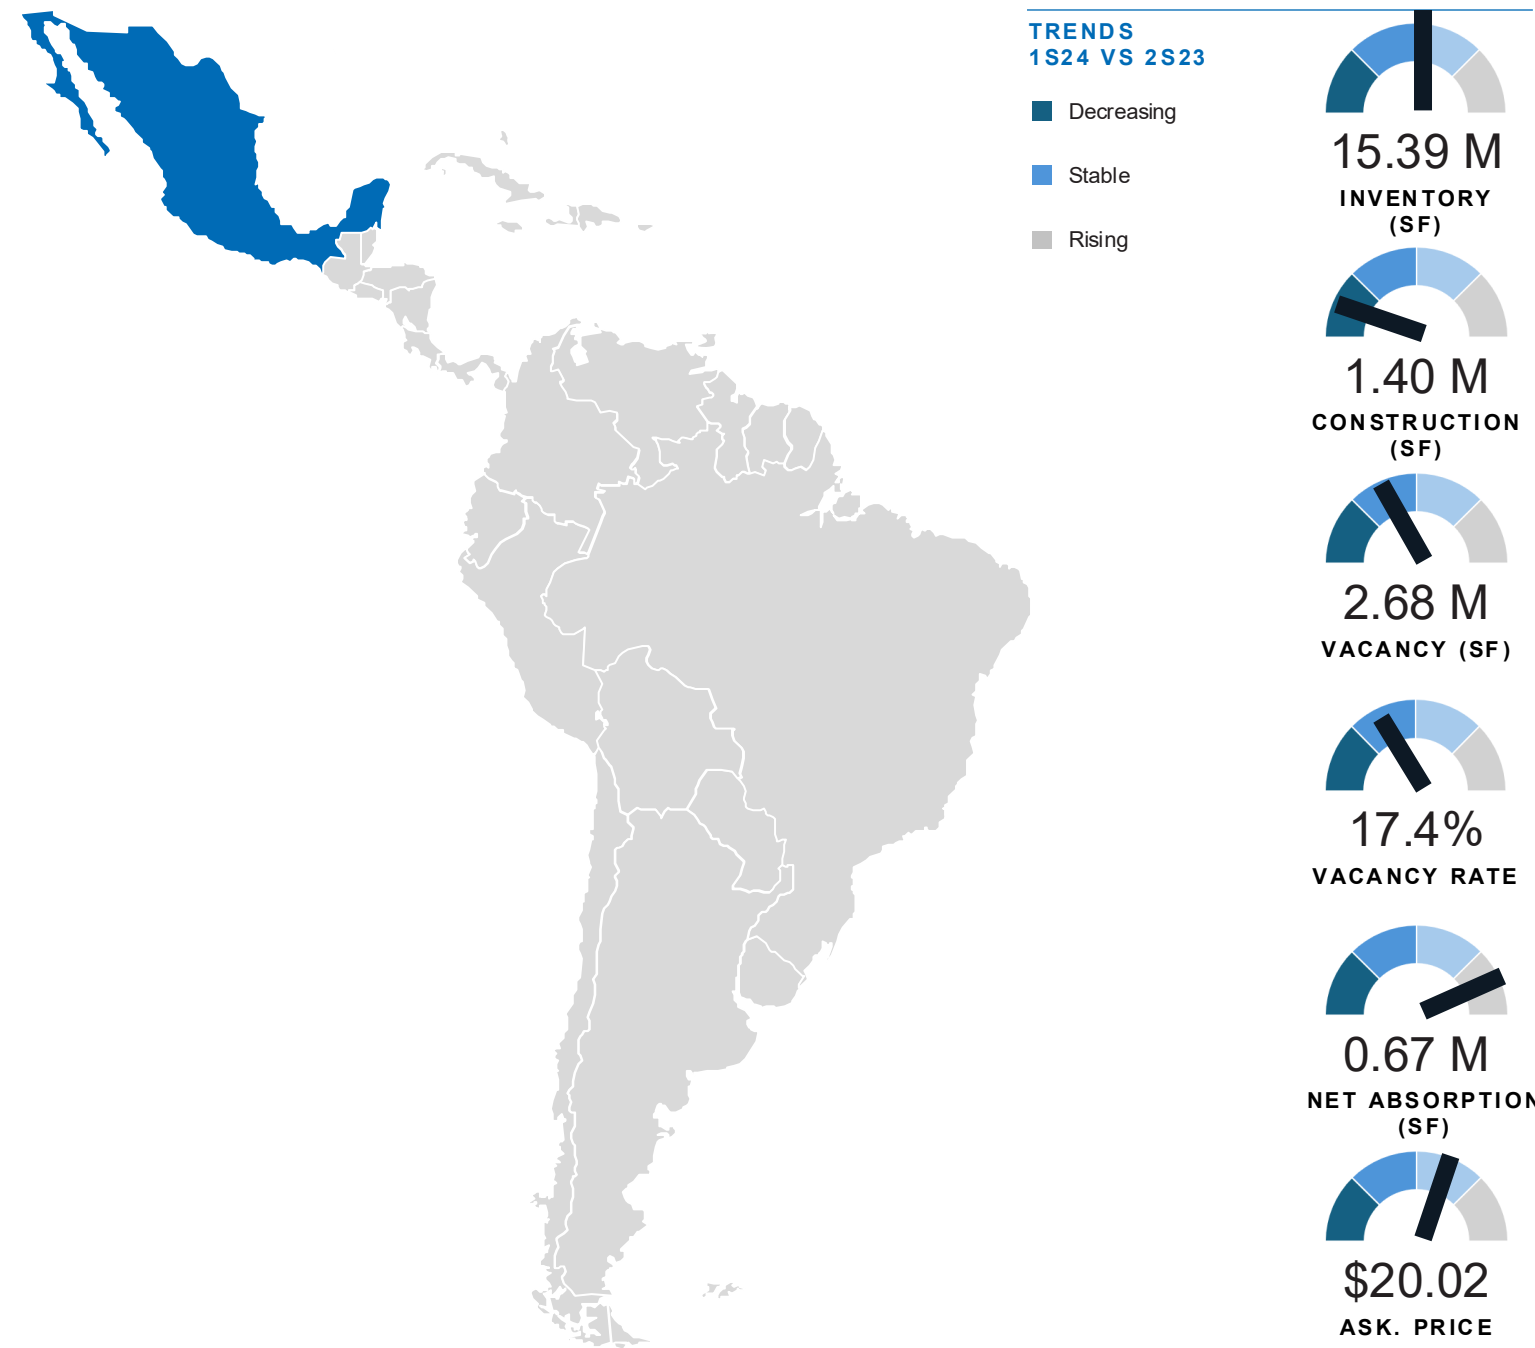 TRENDS
1S24 VS 2S23
Decreasing
Stable
Rising
15.39 M
INVENTORY
(SF)
1.40 M
CONSTRUCTION
(SF)
2.68 M
VACANCY (SF)
17.4%
VACANCY RATE
0.67 M
NET ABSORPTION
(SF)
$20.02
ASK. PRICE